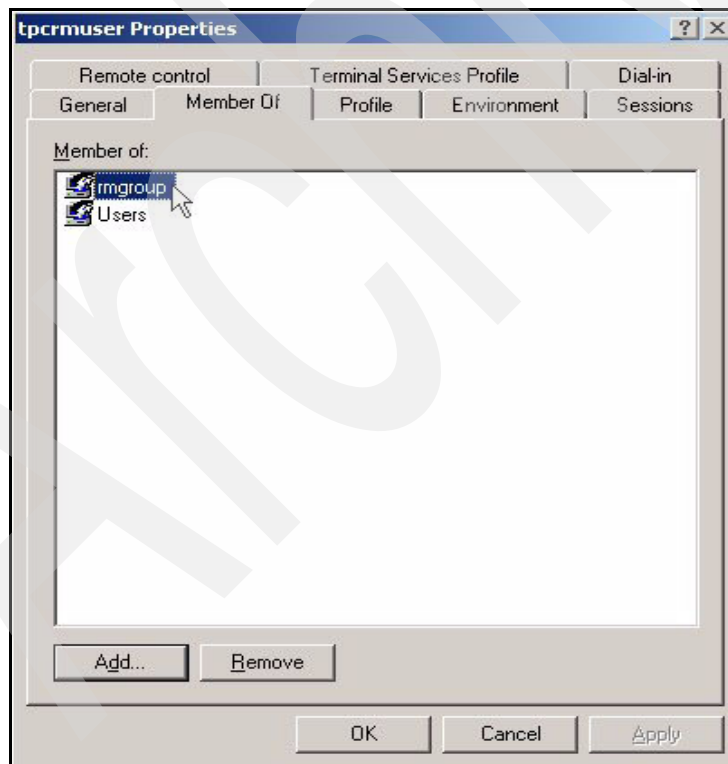 tpcrmuser Properties
Remote control Terminal Services Profile Dial-in
General Member Of Profile Environment Sessions
Member of:
rmgroup
Users
Add... Remove
OK Cancel Apply